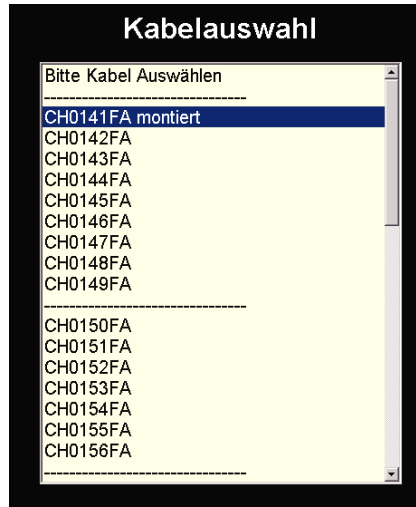 Kabelauswahl
Bitte Kabel Auswählen
--------------------------------
CH0141FA montiert
CH0142FA
CH0143FA
CH0144FA
CH0145FA
CH0146FA
CH0147FA
CH0148FA
CH0149FA
--------------------------------
CH0150FA
CH0151FA
CH0152FA
CH0153FA
CH0154FA
CH0155FA
CH0156FA
--------------------------------